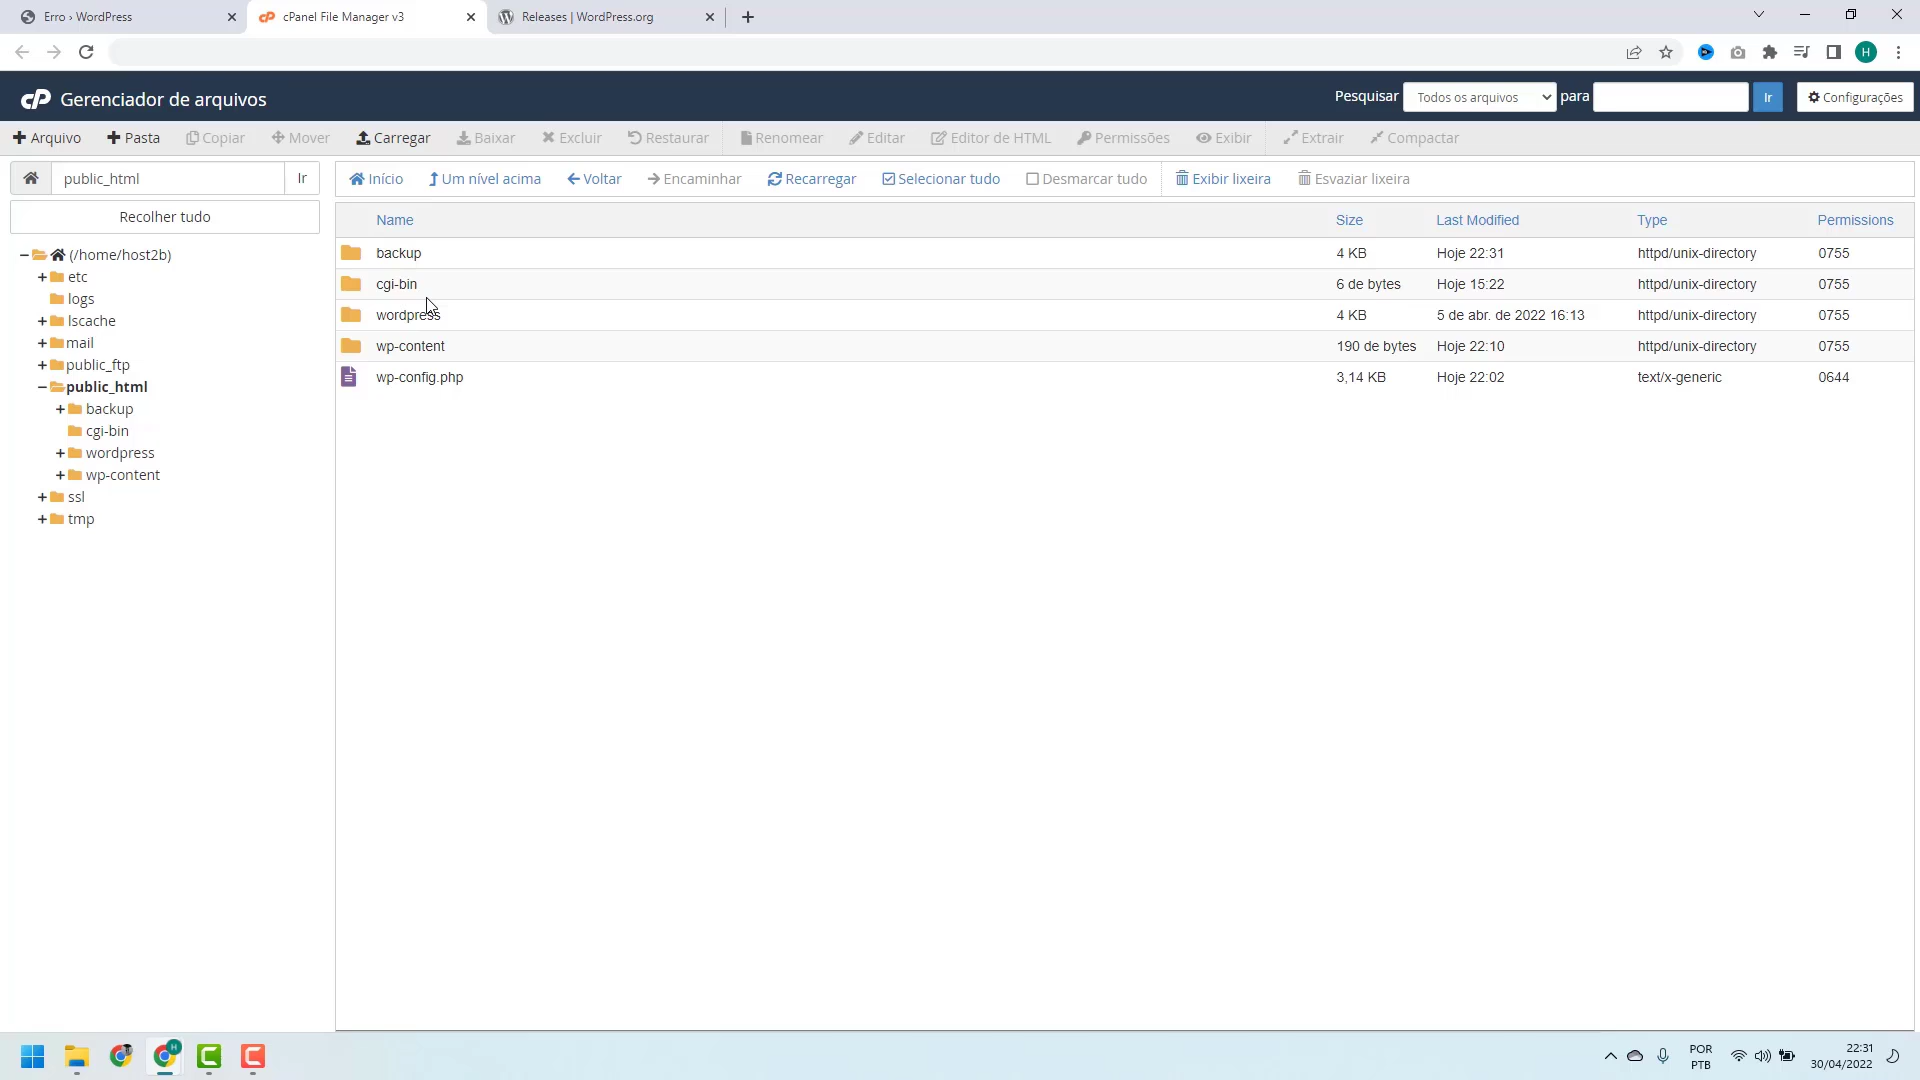 Erro › WordPress
cPanel File Manager v3
Releases | WordPress.org
H
cP Gerenciador de arquivos
Pesquisar Todos os arquivos para Ir Configurações
Arquivo Pasta Copiar Mover Carregar Baixar Excluir Restaurar Renomear Editar Editor de HTML Permissões Exibir Extrair Compactar
public_html Ir
Início Um nível acima Voltar Encaminhar Recarregar Selecionar tudo Desmarcar tudo Exibir lixeira Esvaziar lixeira
Recolher tudo
(/home/host2b)
etc
logs
lscache
mail
public_ftp
public_html
backup
cgi-bin
wordpress
wp-content
ssl
tmp
Name Size Last Modified Type Permissions
backup 4 KB Hoje 22:31 httpd/unix-directory 0755
cgi-bin 6 de bytes Hoje 15:22 httpd/unix-directory 0755
wordpress 4 KB 5 de abr. de 2022 16:13 httpd/unix-directory 0755
wp-content 190 de bytes Hoje 22:10 httpd/unix-directory 0755
wp-config.php 3,14 KB Hoje 22:02 text/x-generic 0644
H
POR
PTB
22:31
30/04/2022